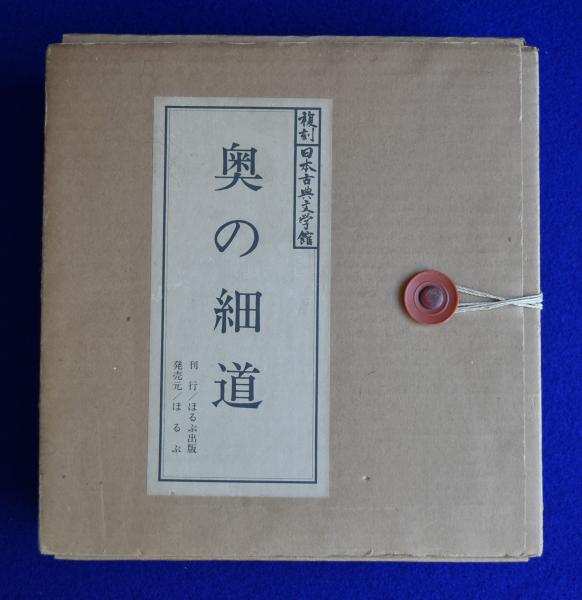 複刻
日本古典文学館
奥の細道
刊行/ほるぷ出版
発売元/ほるぷ